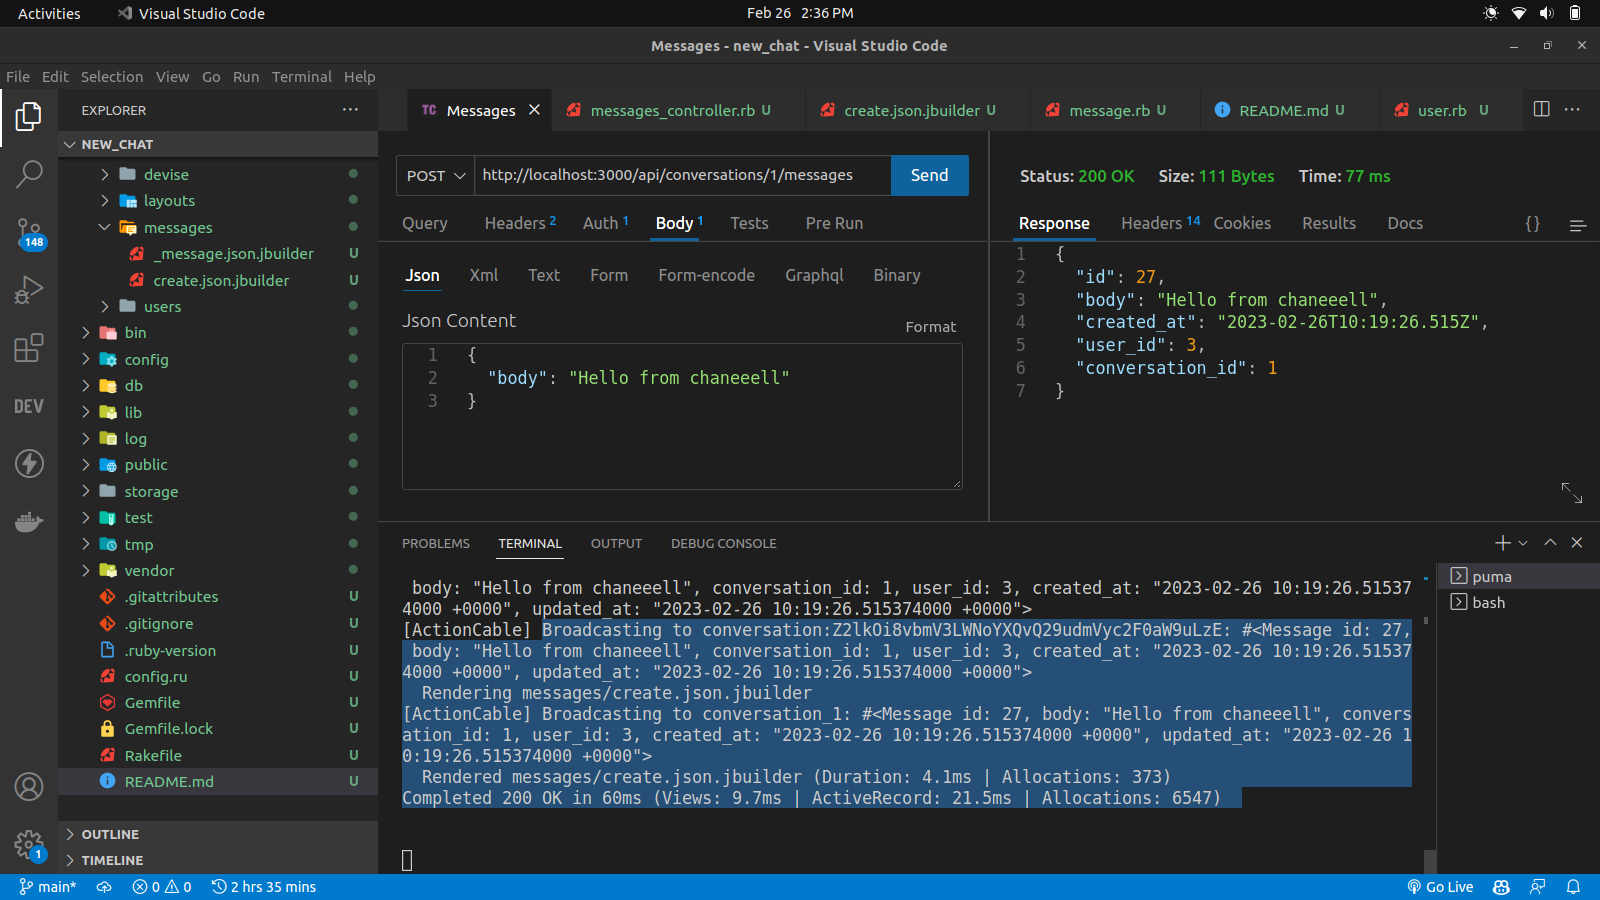 Activities
Visual Studio Code
Feb 26 2:36 PM
Messages - new_chat - Visual Studio Code
File Edit Selection View Go Run Terminal Help
EXPLORER
NEW_CHAT
devise
layouts
messages
_message.json.jbuilder U
create.json.jbuilder U
users
bin
config
db
lib
log
public
storage
test
tmp
vendor
.gitattributes U
.gitignore U
.ruby-version U
config.ru U
Gemfile U
Gemfile.lock U
Rakefile U
README.md U
OUTLINE
TIMELINE
148
DEV
1
TC Messages
messages_controller.rb U
create.json.jbuilder U
message.rb U
README.md U
user.rb U
POST http://localhost:3000/api/conversations/1/messages Send
Query Headers 2 Auth 1 Body 1 Tests Pre Run
Json Xml Text Form Form-encode Graphql Binary
Json Content
Format
1 {
2 "body": "Hello from chaneeell"
3 }
Status: 200 OK Size: 111 Bytes Time: 77 ms
Response Headers 14 Cookies Results Docs {}
1 {
2 "id": 27,
3 "body": "Hello from chaneeell",
4 "created_at": "2023-02-26T10:19:26.515Z",
5 "user_id": 3,
6 "conversation_id": 1
7 }
PROBLEMS TERMINAL OUTPUT DEBUG CONSOLE
body: "Hello from chaneeell", conversation_id: 1, user_id: 3, created_at: "2023-02-26 10:19:26.51537
4000 +0000", updated_at: "2023-02-26 10:19:26.515374000 +0000">
[ActionCable] Broadcasting to conversation:Z2lkOi8vbmV3LWNoYXQvQ29udmVyc2F0aW9uLzE: #<Message id: 27,
body: "Hello from chaneeell", conversation_id: 1, user_id: 3, created_at: "2023-02-26 10:19:26.51537
4000 +0000", updated_at: "2023-02-26 10:19:26.515374000 +0000">
Rendering messages/create.json.jbuilder
[ActionCable] Broadcasting to conversation_1: #<Message id: 27, body: "Hello from chaneeell", convers
ation_id: 1, user_id: 3, created_at: "2023-02-26 10:19:26.515374000 +0000", updated_at: "2023-02-26 1
0:19:26.515374000 +0000">
Rendered messages/create.json.jbuilder (Duration: 4.1ms | Allocations: 373)
Completed 200 OK in 60ms (Views: 9.7ms | ActiveRecord: 21.5ms | Allocations: 6547)
puma
bash
main* 0 0 2 hrs 35 mins
Go Live